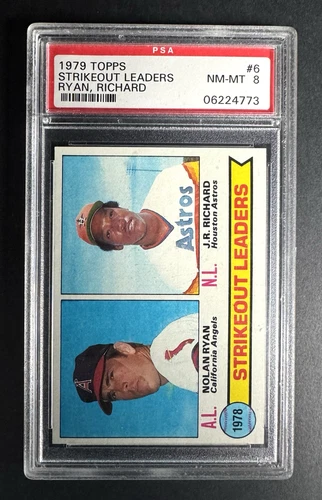 PSA
1979 TOPPS #6
STRIKEOUT LEADERS NM-MT 8
RYAN, RICHARD
06224773
Astros
A.L. NOLAN RYAN
California Angels
N.L. J.R. RICHARD
Houston Astros
1978 STRIKEOUT LEADERS